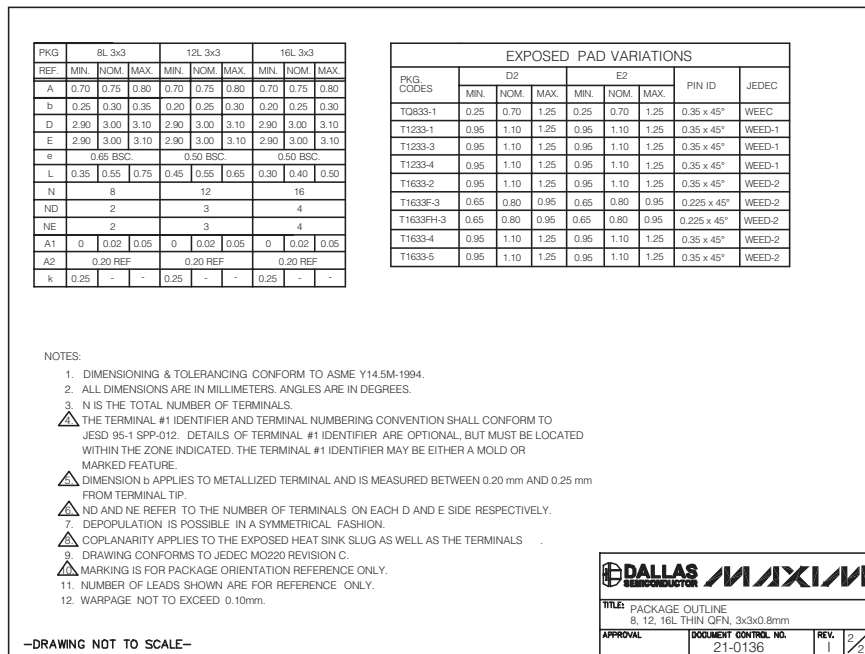 PKG 8L 3x3 12L 3x3 16L 3x3
REF. MIN. NOM. MAX. MIN. NOM. MAX. MIN. NOM. MAX.
A 0.70 0.75 0.80 0.70 0.75 0.80 0.70 0.75 0.80
b 0.25 0.30 0.35 0.20 0.25 0.30 0.20 0.25 0.30
D 2.90 3.00 3.10 2.90 3.00 3.10 2.90 3.00 3.10
E 2.90 3.00 3.10 2.90 3.00 3.10 2.90 3.00 3.10
e 0.65 BSC. 0.50 BSC. 0.50 BSC.
L 0.35 0.55 0.75 0.45 0.55 0.65 0.30 0.40 0.50
N 8 12 16
ND 2 3 4
NE 2 3 4
A1 0 0.02 0.05 0 0.02 0.05 0 0.02 0.05
A2 0.20 REF 0.20 REF 0.20 REF
k 0.25 - - 0.25 - - 0.25 - -
EXPOSED PAD VARIATIONS
PKG. CODES D2 E2 PIN ID JEDEC
MIN. NOM. MAX. MIN. NOM. MAX.
TQ833-1 0.25 0.70 1.25 0.25 0.70 1.25 0.35 x 45° WEEC
T1233-1 0.95 1.10 1.25 0.95 1.10 1.25 0.35 x 45° WEED-1
T1233-3 0.95 1.10 1.25 0.95 1.10 1.25 0.35 x 45° WEED-1
T1233-4 0.95 1.10 1.25 0.95 1.10 1.25 0.35 x 45° WEED-1
T1633-2 0.95 1.10 1.25 0.95 1.10 1.25 0.35 x 45° WEED-2
T1633F-3 0.65 0.80 0.95 0.65 0.80 0.95 0.225 x 45° WEED-2
T1633FH-3 0.65 0.80 0.95 0.65 0.80 0.95 0.225 x 45° WEED-2
T1633-4 0.95 1.10 1.25 0.95 1.10 1.25 0.35 x 45° WEED-2
T1633-5 0.95 1.10 1.25 0.95 1.10 1.25 0.35 x 45° WEED-2
NOTES:
1. DIMENSIONING & TOLERANCING CONFORM TO ASME Y14.5M-1994.
2. ALL DIMENSIONS ARE IN MILLIMETERS. ANGLES ARE IN DEGREES.
3. N IS THE TOTAL NUMBER OF TERMINALS.
4. THE TERMINAL #1 IDENTIFIER AND TERMINAL NUMBERING CONVENTION SHALL CONFORM TO
JESD 95-1 SPP-012. DETAILS OF TERMINAL #1 IDENTIFIER ARE OPTIONAL, BUT MUST BE LOCATED
WITHIN THE ZONE INDICATED. THE TERMINAL #1 IDENTIFIER MAY BE EITHER A MOLD OR
MARKED FEATURE.
5. DIMENSION b APPLIES TO METALLIZED TERMINAL AND IS MEASURED BETWEEN 0.20 mm AND 0.25 mm
FROM TERMINAL TIP.
6. ND AND NE REFER TO THE NUMBER OF TERMINALS ON EACH D AND E SIDE RESPECTIVELY.
7. DEPOPULATION IS POSSIBLE IN A SYMMETRICAL FASHION.
8. COPLANARITY APPLIES TO THE EXPOSED HEAT SINK SLUG AS WELL AS THE TERMINALS .
9. DRAWING CONFORMS TO JEDEC MO220 REVISION C.
10. MARKING IS FOR PACKAGE ORIENTATION REFERENCE ONLY.
11. NUMBER OF LEADS SHOWN ARE FOR REFERENCE ONLY.
12. WARPAGE NOT TO EXCEED 0.10mm.
-DRAWING NOT TO SCALE-
DALLAS SEMICONDUCTOR MAXIM
TITLE: PACKAGE OUTLINE
8, 12, 16L THIN QFN, 3x3x0.8mm
APPROVAL DOCUMENT CONTROL NO. REV.
21-0136 I 2/2